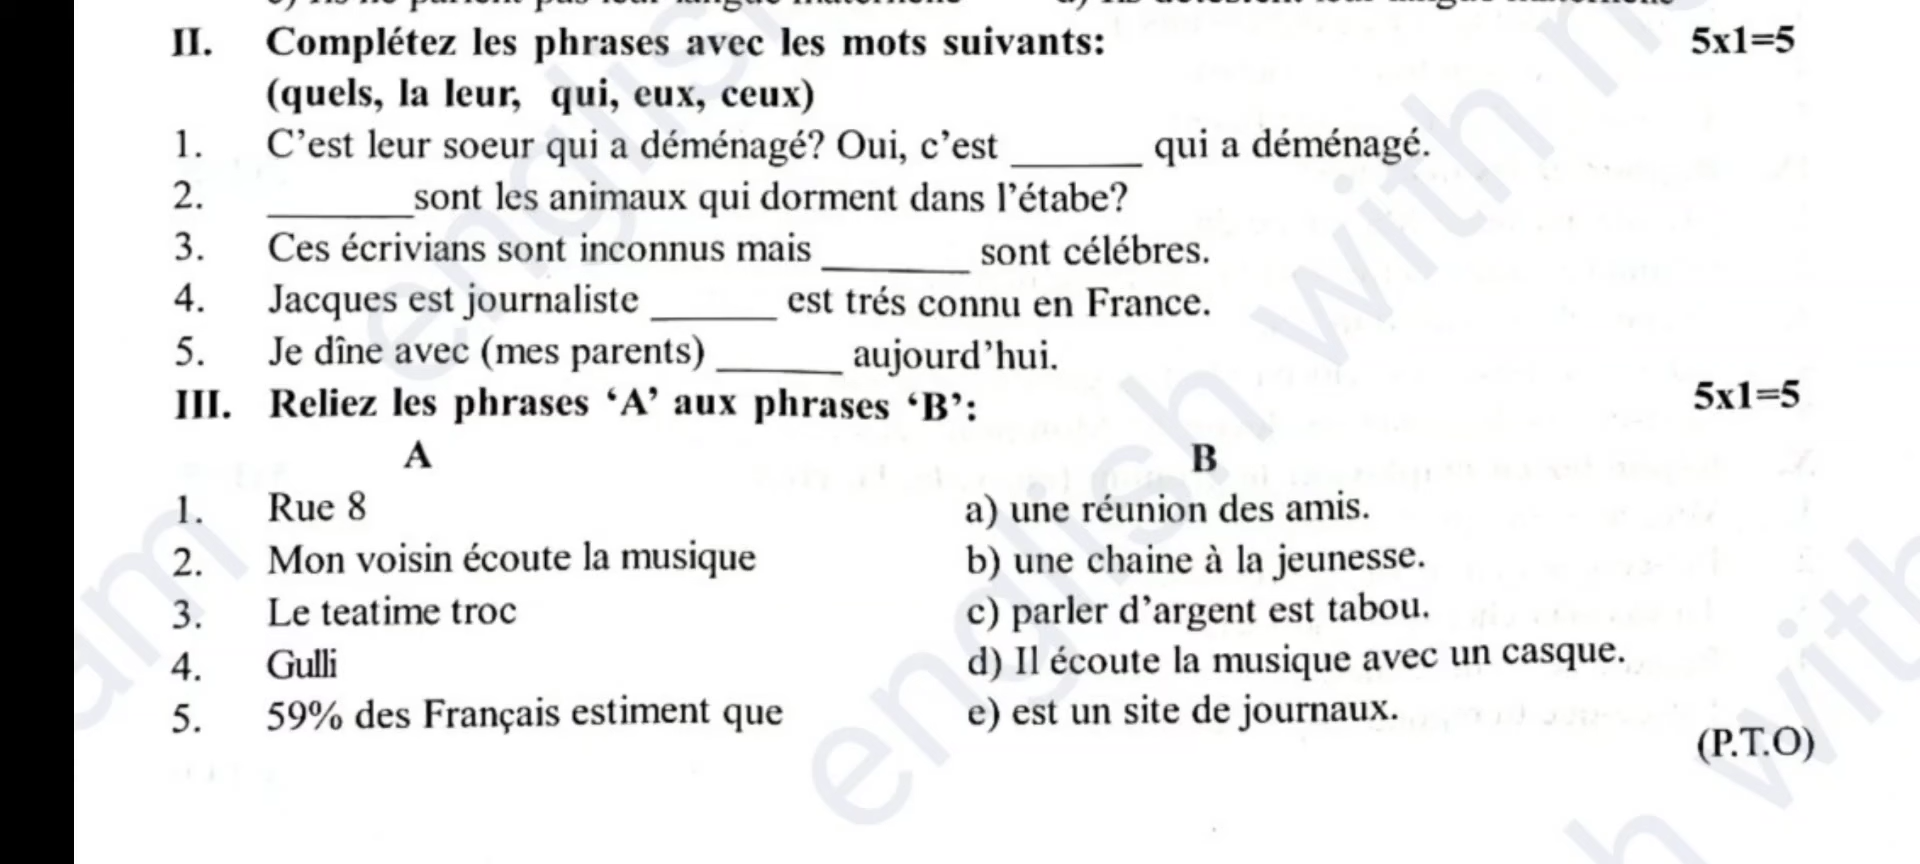 II. Complétez les phrases avec les mots suivants: 5x1=5
(quels, la leur, qui, eux, ceux)
1. C'est leur soeur qui a déménagé? Oui, c'est ______ qui a déménagé.
2. ______ sont les animaux qui dorment dans l'étabe?
3. Ces écrivians sont inconnus mais ______ sont célébres.
4. Jacques est journaliste ______ est trés connu en France.
5. Je dîne avec (mes parents) ______ aujourd'hui.
III. Reliez les phrases 'A' aux phrases 'B': 5x1=5
A B
1. Rue 8 a) une réunion des amis.
2. Mon voisin écoute la musique b) une chaine à la jeunesse.
3. Le teatime troc c) parler d'argent est tabou.
4. Gulli d) Il écoute la musique avec un casque.
5. 59% des Français estiment que e) est un site de journaux.
(P.T.O)